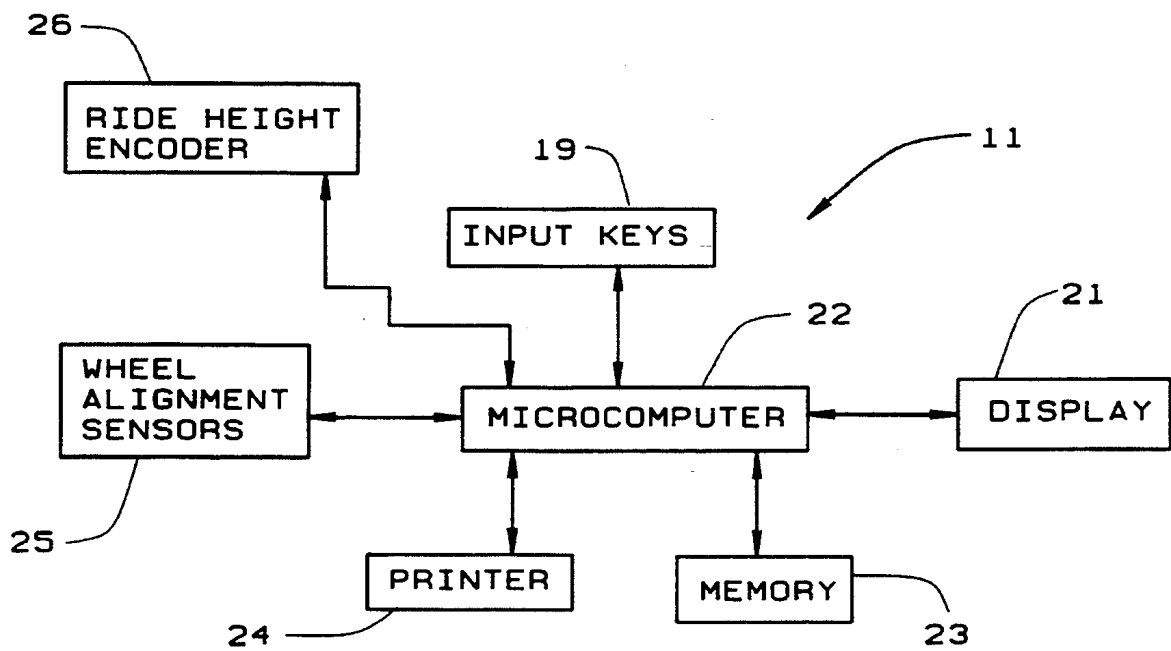 26
RIDE HEIGHT
ENCODER
19
11
INPUT KEYS
22
21
WHEEL
ALIGNMENT
SENSORS
MICROCOMPUTER
DISPLAY
25
PRINTER
MEMORY
24
23